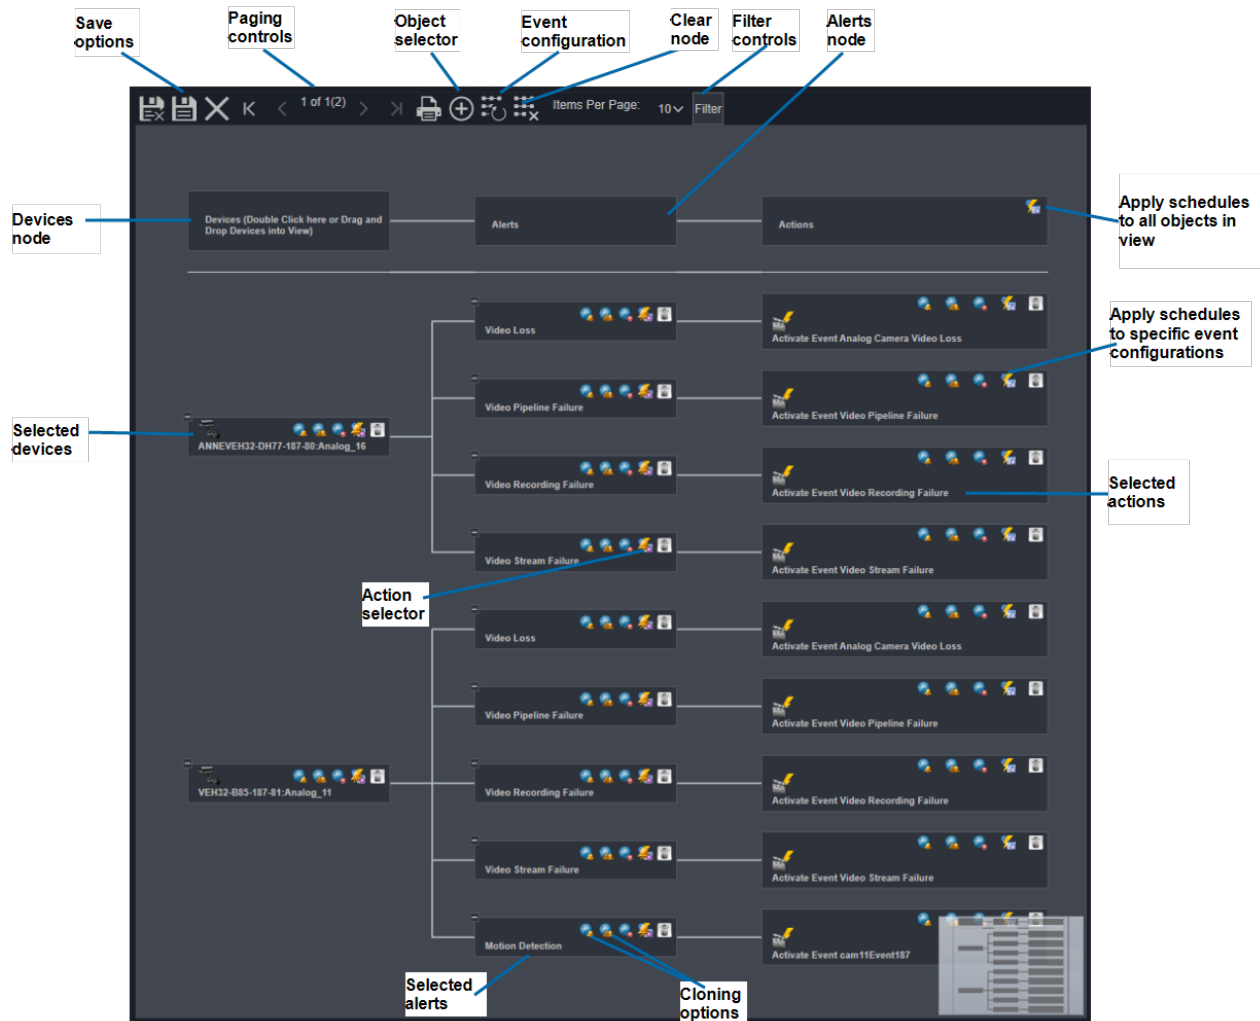 Save
options
Paging
controls
Object
selector
Event
configuration
Clear
node
Filter
controls
Alerts
node
1 of 1(2)
Items Per Page:
10
Filter
Devices
node
Devices (Double Click here or Drag and
Drop Devices into View)
Alerts
Actions
Apply schedules
to all objects in
view
Video Loss
Activate Event Analog Camera Video Loss
Apply schedules
to specific event
configurations
Video Pipeline Failure
Activate Event Video Pipeline Failure
Selected
devices
ANNEVEH32-DH77-187-80:Analog_16
Video Recording Failure
Activate Event Video Recording Failure
Selected
actions
Video Stream Failure
Activate Event Video Stream Failure
Action
selector
Video Loss
Activate Event Analog Camera Video Loss
Video Pipeline Failure
Activate Event Video Pipeline Failure
VEH32-B85-187-81:Analog_11
Video Recording Failure
Activate Event Video Recording Failure
Video Stream Failure
Activate Event Video Stream Failure
Motion Detection
Activate Event cam11Event187
Selected
alerts
Cloning
options